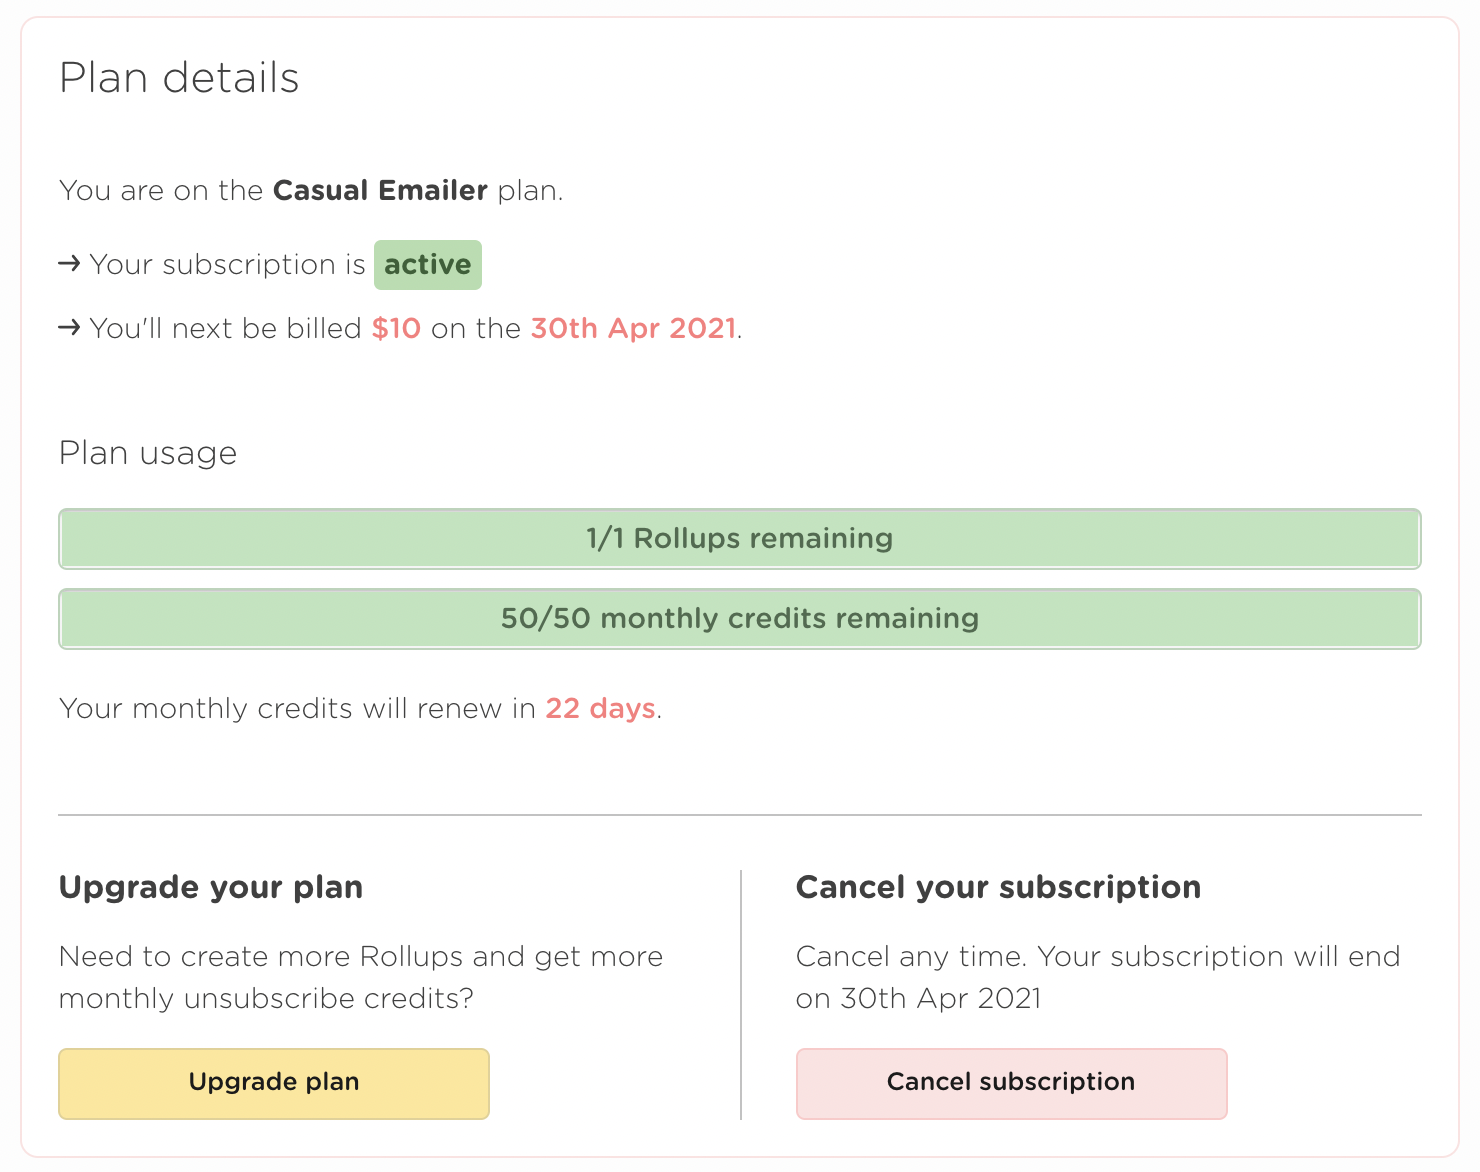 Plan details
You are on the Casual Emailer plan.
→ Your subscription is active
→ You'll next be billed $10 on the 30th Apr 2021.
Plan usage
1/1 Rollups remaining
50/50 monthly credits remaining
Your monthly credits will renew in 22 days.
Upgrade your plan
Need to create more Rollups and get more
monthly unsubscribe credits?
Upgrade plan
Cancel your subscription
Cancel any time. Your subscription will end
on 30th Apr 2021
Cancel subscription